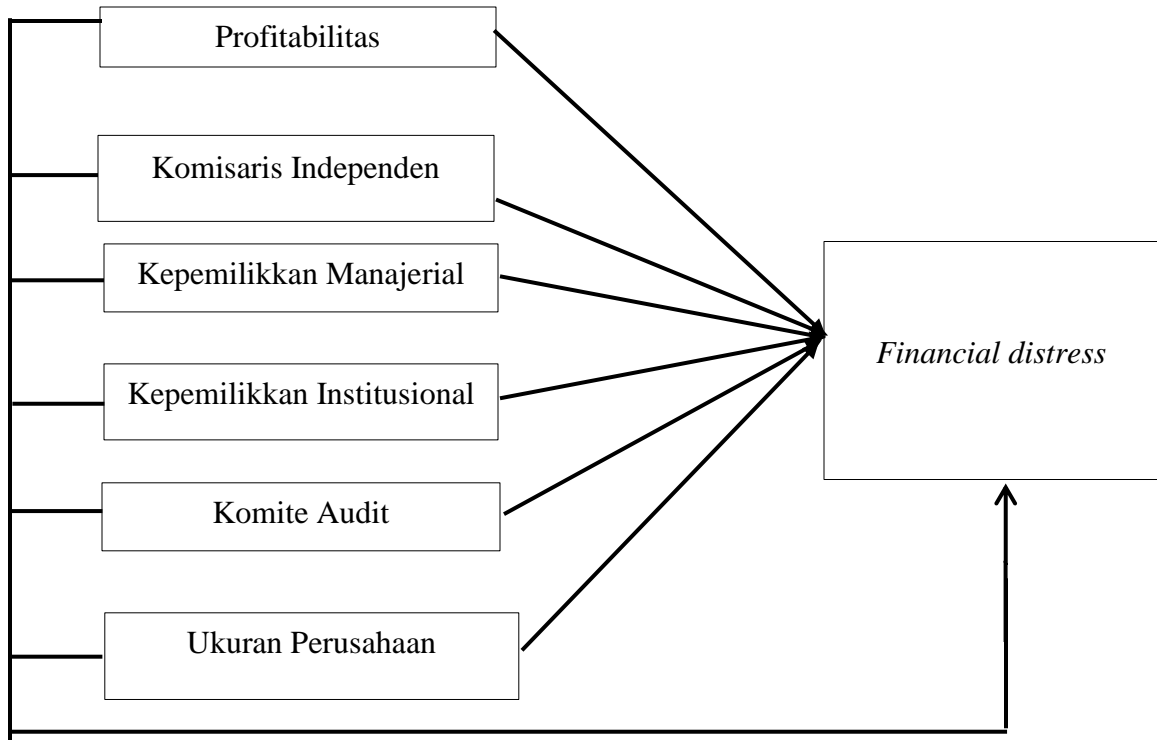 Profitabilitas
Komisaris Independen
Kepemilikkan Manajerial
Kepemilikkan Institusional
Komite Audit
Ukuran Perusahaan
Financial distress